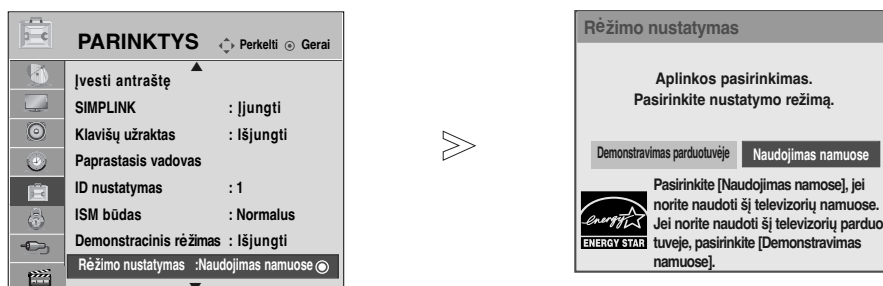 PARINKTYS Perkelti Gerai
Įvesti antraštę
SIMPLINK : Įjungti
Klavišų užraktas : Išjungti
Paprastasis vadovas
ID nustatymas : 1
ISM būdas : Normalus
Demonstracinis rėžimas : Išjungti
Rėžimo nustatymas :Naudojimas namuose
Rėžimo nustatymas
Aplinkos pasirinkimas.
Pasirinkite nustatymo režimą.
Demonstravimas parduotuvėje Naudojimas namuose
Pasirinkite [Naudojimas namose], jei
norite naudoti šį televizorių namuose.
Jei norite naudoti šį televizorių parduo
tuveje, pasirinkite [Demonstravimas
namuose].
energy
ENERGY STAR